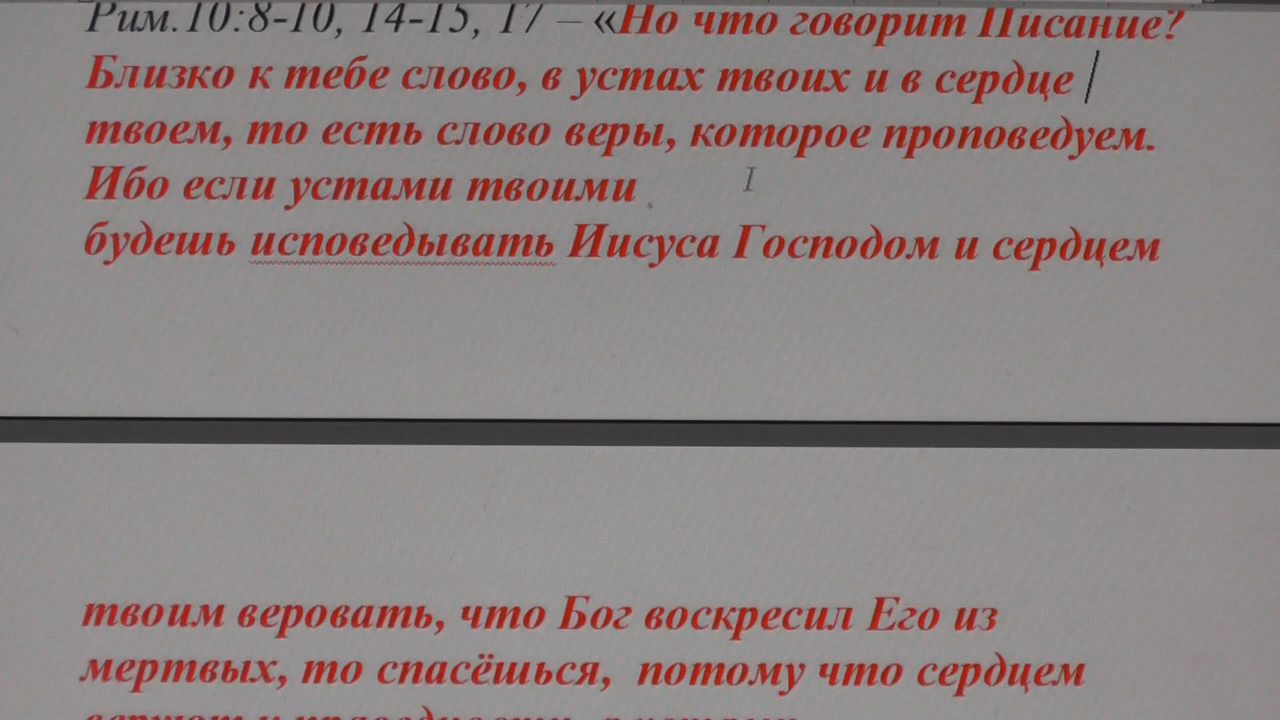 Рим.10:8-10, 14-15, 17 – «Но что говорит Писание?
Близко к тебе слово, в устах твоих и в сердце
твоем, то есть слово веры, которое проповедуем.
Ибо если устами твоими
будешь исповедывать Иисуса Господом и сердцем
твоим веровать, что Бог воскресил Его из
мертвых, то спасёшься, потому что сердцем